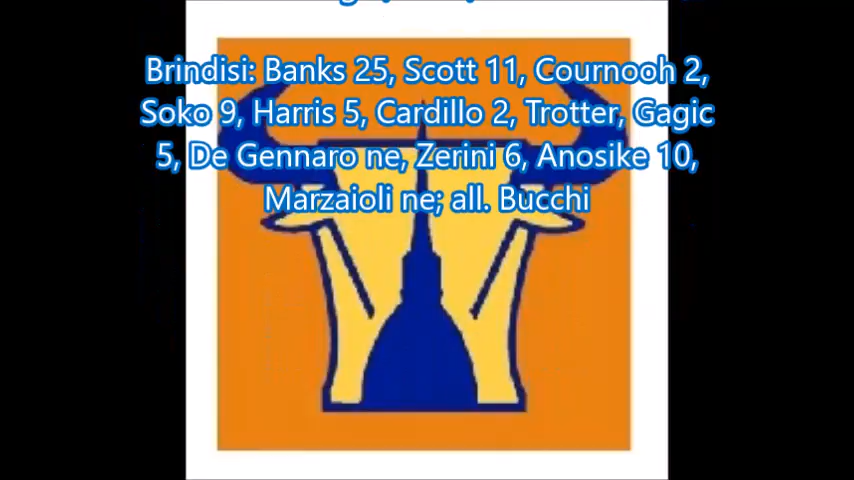 Brindisi: Banks 25, Scott 11, Cournooh 2,
Soko 9, Harris 5, Cardillo 2, Trotter, Gagic
5, De Gennaro ne, Zerini 6, Anosike 10,
Marzaioli ne; all. Bucchi